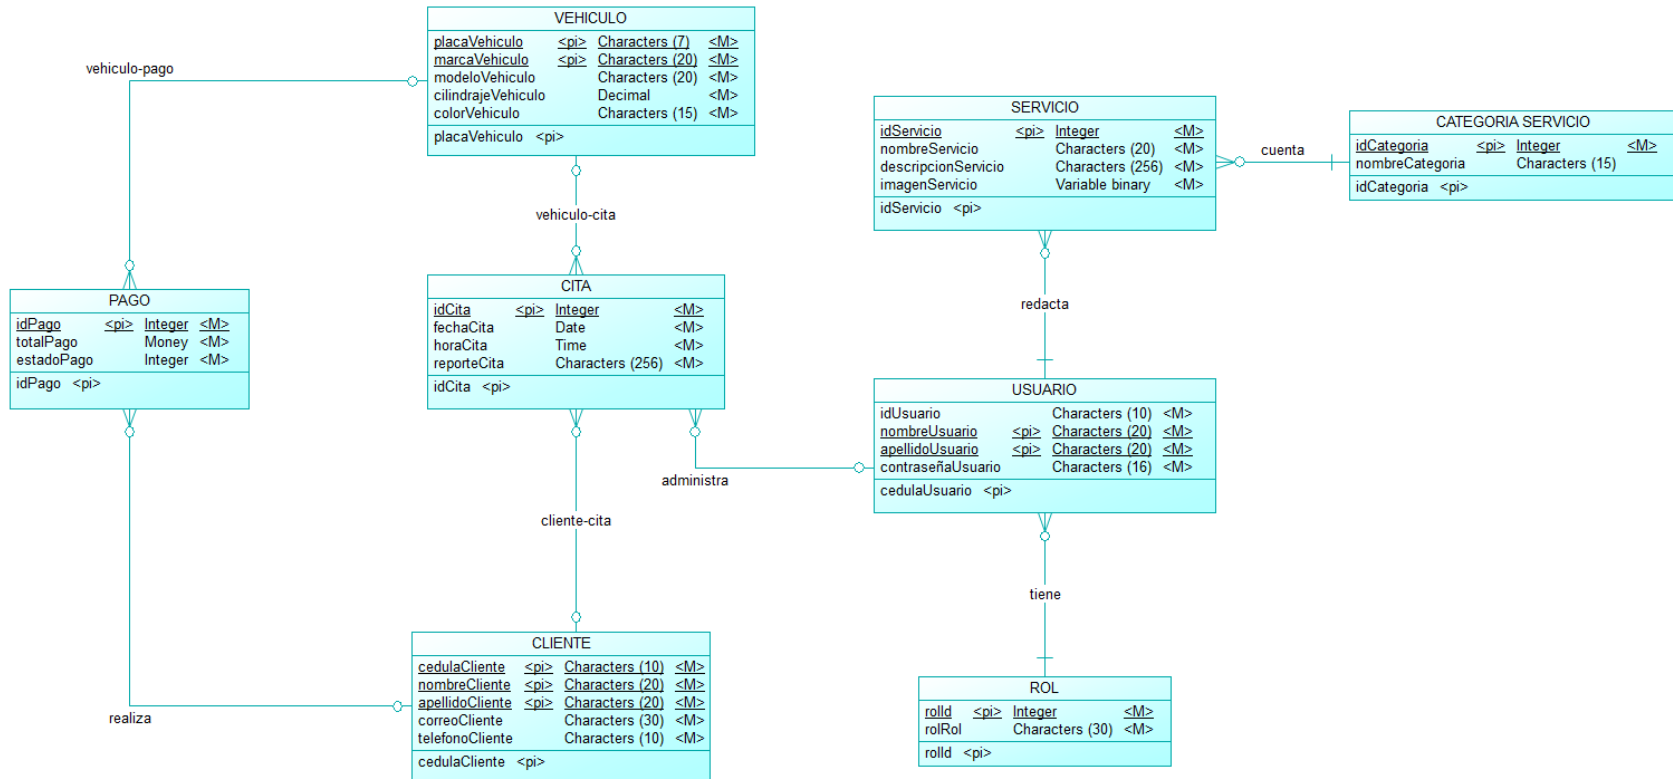 VEHICULO
placaVehiculo <pi> Characters (7) <M>
marcaVehiculo <pi> Characters (20) <M>
modeloVehiculo Characters (20) <M>
cilindrajeVehiculo Decimal <M>
colorVehiculo Characters (15) <M>
placaVehiculo <pi>
vehiculo-pago
SERVICIO
idServicio <pi> Integer <M>
nombreServicio Characters (20) <M>
descripcionServicio Characters (256) <M>
imagenServicio Variable binary <M>
idServicio <pi>
cuenta
CATEGORIA SERVICIO
idCategoria <pi> Integer <M>
nombreCategoria Characters (15)
idCategoria <pi>
vehiculo-cita
PAGO
idPago <pi> Integer <M>
totalPago Money <M>
estadoPago Integer <M>
idPago <pi>
CITA
idCita <pi> Integer <M>
fechaCita Date <M>
horaCita Time <M>
reporteCita Characters (256) <M>
idCita <pi>
redacta
USUARIO
idUsuario Characters (10) <M>
nombreUsuario <pi> Characters (20) <M>
apellidoUsuario <pi> Characters (20) <M>
contraseñaUsuario Characters (16) <M>
cedulaUsuario <pi>
administra
cliente-cita
tiene
CLIENTE
cedulaCliente <pi> Characters (10) <M>
nombreCliente <pi> Characters (20) <M>
apellidoCliente <pi> Characters (20) <M>
correoCliente Characters (30) <M>
telefonoCliente Characters (10) <M>
cedulaCliente <pi>
realiza
ROL
rolId <pi> Integer <M>
rolRol Characters (30) <M>
rolId <pi>